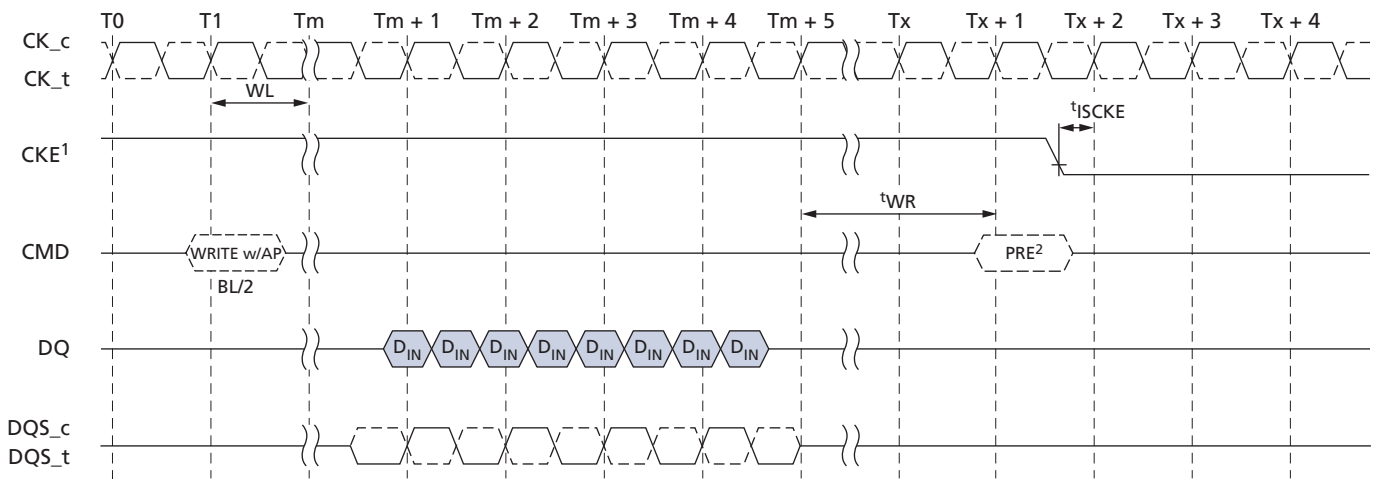 T0 T1 Tm Tm + 1 Tm + 2 Tm + 3 Tm + 4 Tm + 5 Tx Tx + 1 Tx + 2 Tx + 3 Tx + 4
CK_c
CK_t
WL
tISCKE
CKE1
tWR
CMD
WRITE w/AP
PRE2
BL/2
DQ
DIN DIN DIN DIN DIN DIN DIN DIN
DQS_c
DQS_t